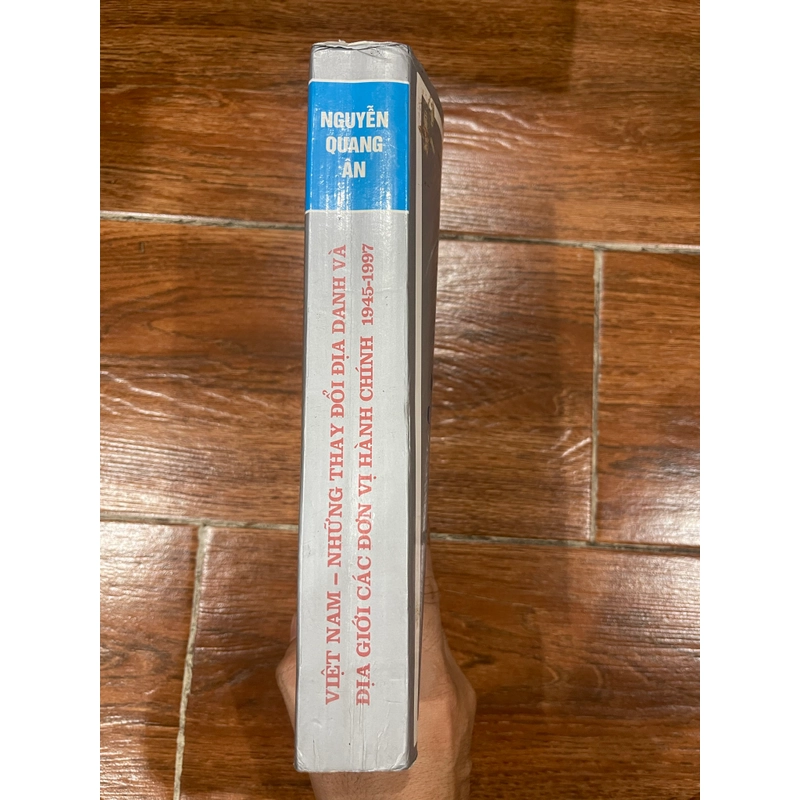 NGUYỄN
QUANG
ÂN
VIỆT NAM – NHỮNG THAY ĐỔI ĐỊA DANH VÀ
ĐỊA GIỚI CÁC ĐƠN VỊ HÀNH CHÍNH 1945-1997